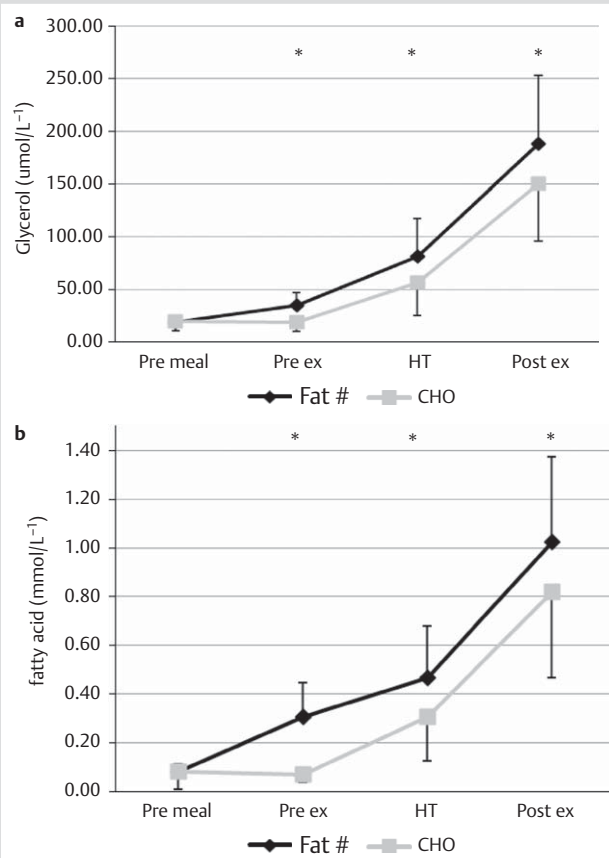 a
300.00
* * *
250.00
200.00
150.00
100.00
50.00
0.00
Glycerol (umol/L⁻¹)
Pre meal Pre ex HT Post ex
Fat # CHO
b
* * *
1.40
1.20
1.00
0.80
0.60
0.40
0.20
0.00
fatty acid (mmol/L⁻¹)
Pre meal Pre ex HT Post ex
Fat # CHO